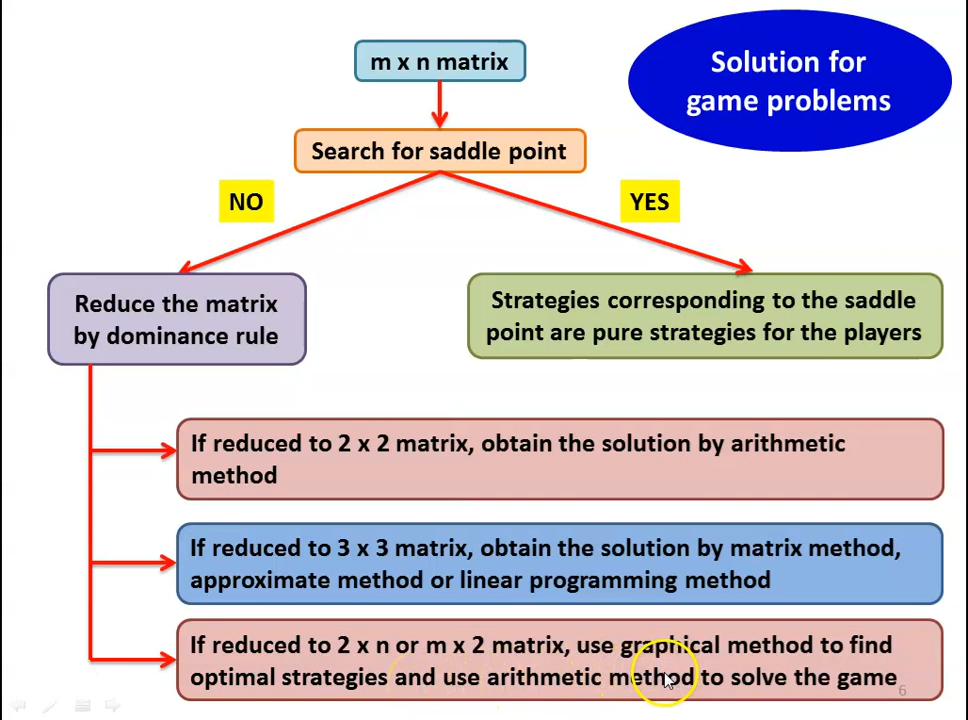 m x n matrix
Solution for
game problems
Search for saddle point
NO
YES
Reduce the matrix
by dominance rule
Strategies corresponding to the saddle
point are pure strategies for the players
If reduced to 2 x 2 matrix, obtain the solution by arithmetic
method
If reduced to 3 x 3 matrix, obtain the solution by matrix method,
approximate method or linear programming method
If reduced to 2 x n or m x 2 matrix, use graphical method to find
optimal strategies and use arithmetic method to solve the game
6